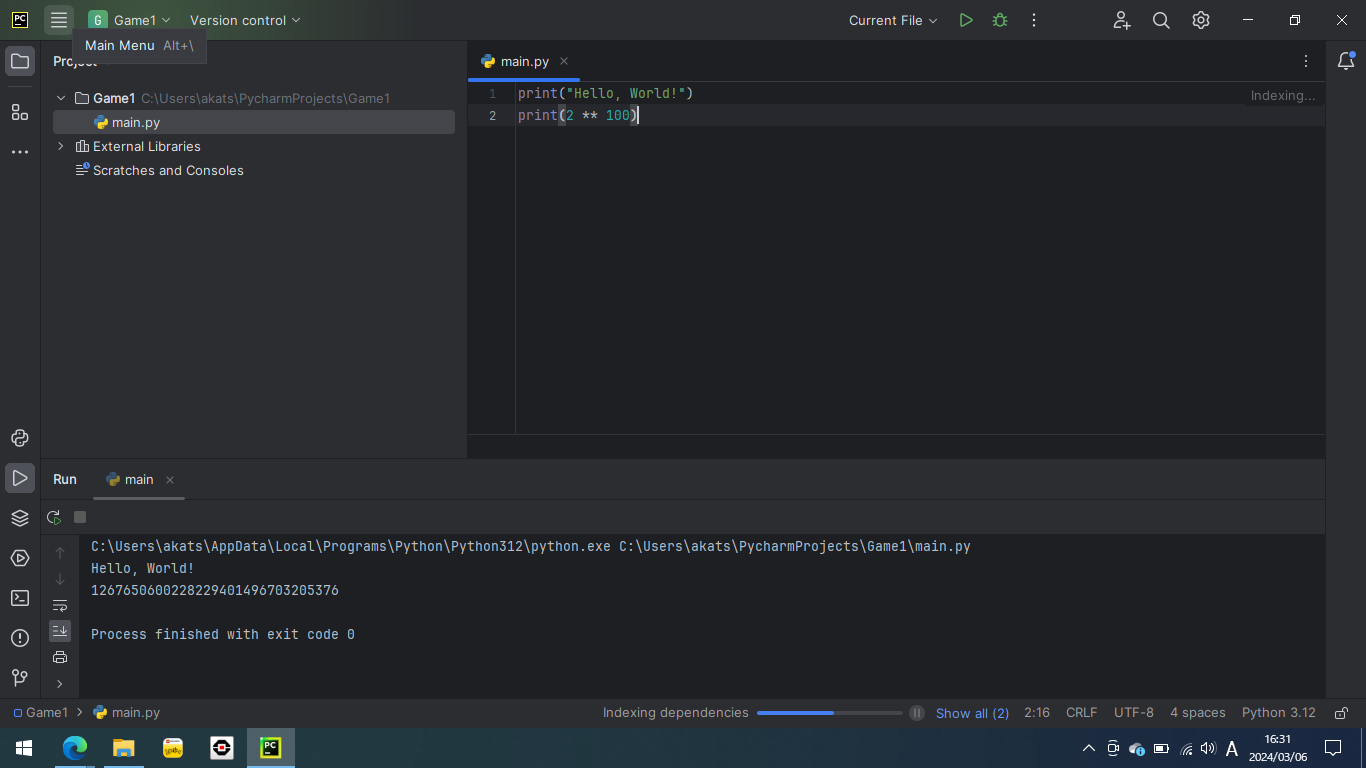 PC G Game1 Version control Current File
Main Menu Alt+\
Project
main.py
Game1 C:\Users\akats\PycharmProjects\Game1
main.py
External Libraries
Scratches and Consoles
1 print("Hello, World!")
Indexing...
2 print(2 ** 100)
Run main
C:\Users\akats\AppData\Local\Programs\Python\Python312\python.exe C:\Users\akats\PycharmProjects\Game1\main.py
Hello, World!
1267650600228229401496703205376
Process finished with exit code 0
Game1 main.py Indexing dependencies Show all (2) 2:16 CRLF UTF-8 4 spaces Python 3.12
PC A 16:31
2024/03/06